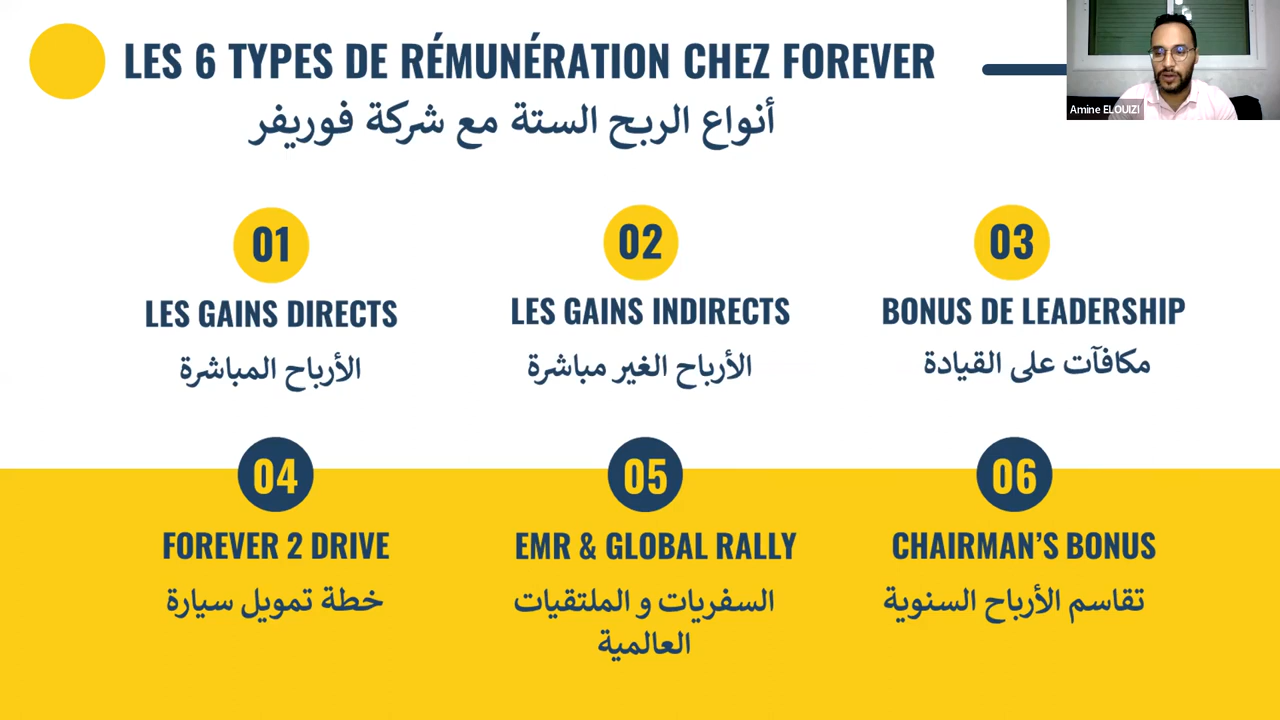 LES 6 TYPES DE RÉMUNÉRATION CHEZ FOREVER
أنواع الربح الستة مع شركة فوريفر
Amine ELOUIZI
01
LES GAINS DIRECTS
الأرباح المباشرة
02
LES GAINS INDIRECTS
الأرباح الغير مباشرة
03
BONUS DE LEADERSHIP
مكافآت على القيادة
04
FOREVER 2 DRIVE
خطة تمويل سيارة
05
EMR & GLOBAL RALLY
السفريات و الملتقيات
العالمية
06
CHAIRMAN'S BONUS
تقاسم الأرباح السنوية